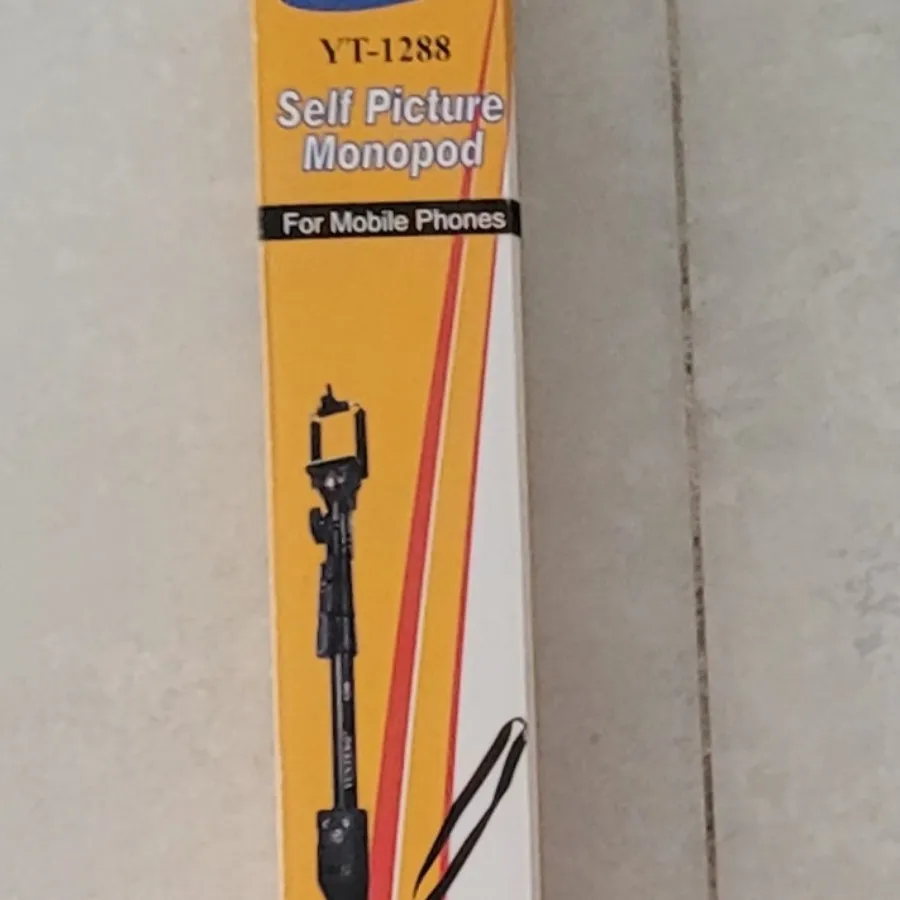 YT-1288
Self Picture
Monopod
For Mobile Phones